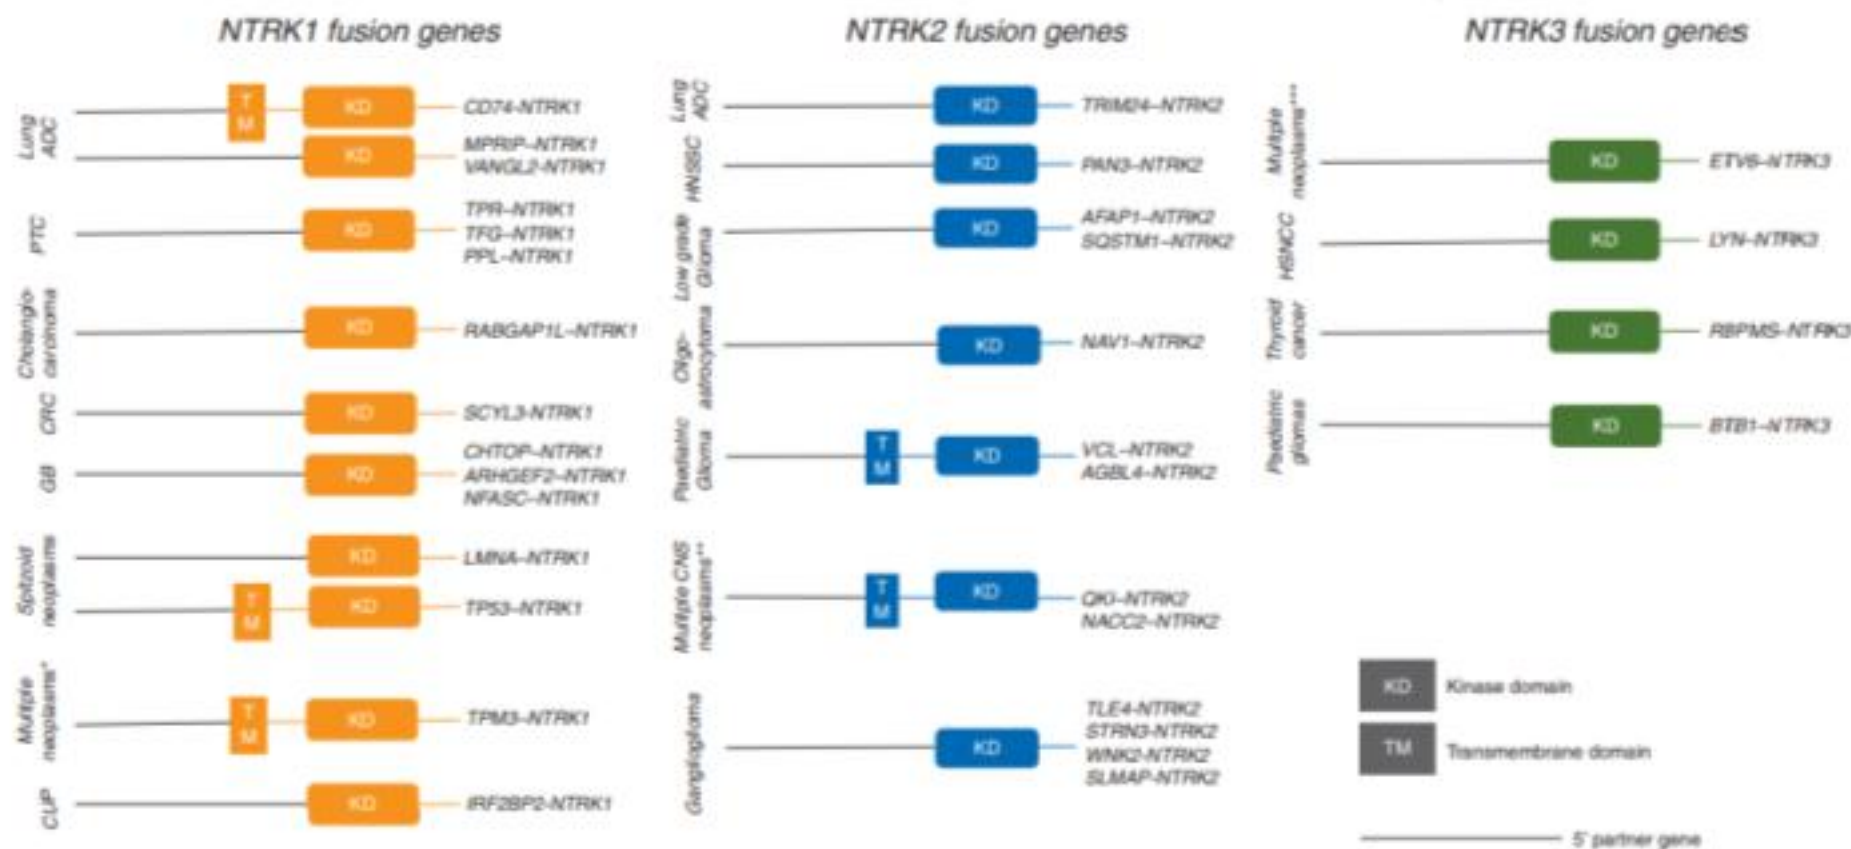 NTRK1 fusion genes
Lung
ADC
TM
KD
CD74-NTRK1
KD
MPRIP–NTRK1
VANGL2-NTRK1
PTC
KD
TPR–NTRK1
TFG–NTRK1
PPL–NTRK1
Cholangio-
carcinoma
KD
RABGAP1L–NTRK1
CRC
KD
SCYL3-NTRK1
GB
KD
CHTOP–NTRK1
ARHGEF2–NTRK1
NFASC–NTRK1
Spitzoid
neoplasms
KD
LMNA–NTRK1
TM
KD
TP53–NTRK1
Multiple
neoplasms*
TM
KD
TPM3–NTRK1
CUP
KD
IRF2BP2-NTRK1
NTRK2 fusion genes
Lung
ADC
KD
TRIM24–NTRK2
HNSSC
KD
PAN3–NTRK2
Low grade
Glioma
KD
AFAP1–NTRK2
SQSTM1–NTRK2
Oligo-
astrocytoma
KD
NAV1–NTRK2
Paediatric
Glioma
TM
KD
VCL–NTRK2
AGBL4–NTRK2
Multiple CNS
neoplasms**
TM
KD
QKI–NTRK2
NACC2–NTRK2
Ganglioglioma
KD
TLE4-NTRK2
STRN3-NTRK2
WNK2-NTRK2
SLMAP-NTRK2
NTRK3 fusion genes
Multiple
neoplasms***
KD
ETV6–NTRK3
HSNCC
KD
LYN–NTRK3
Thyroid
cancer
KD
RBPMS-NTRK3
Paediatric
gliomas
KD
BTB1–NTRK3
KD
Kinase domain
TM
Transmembrane domain
5' partner gene